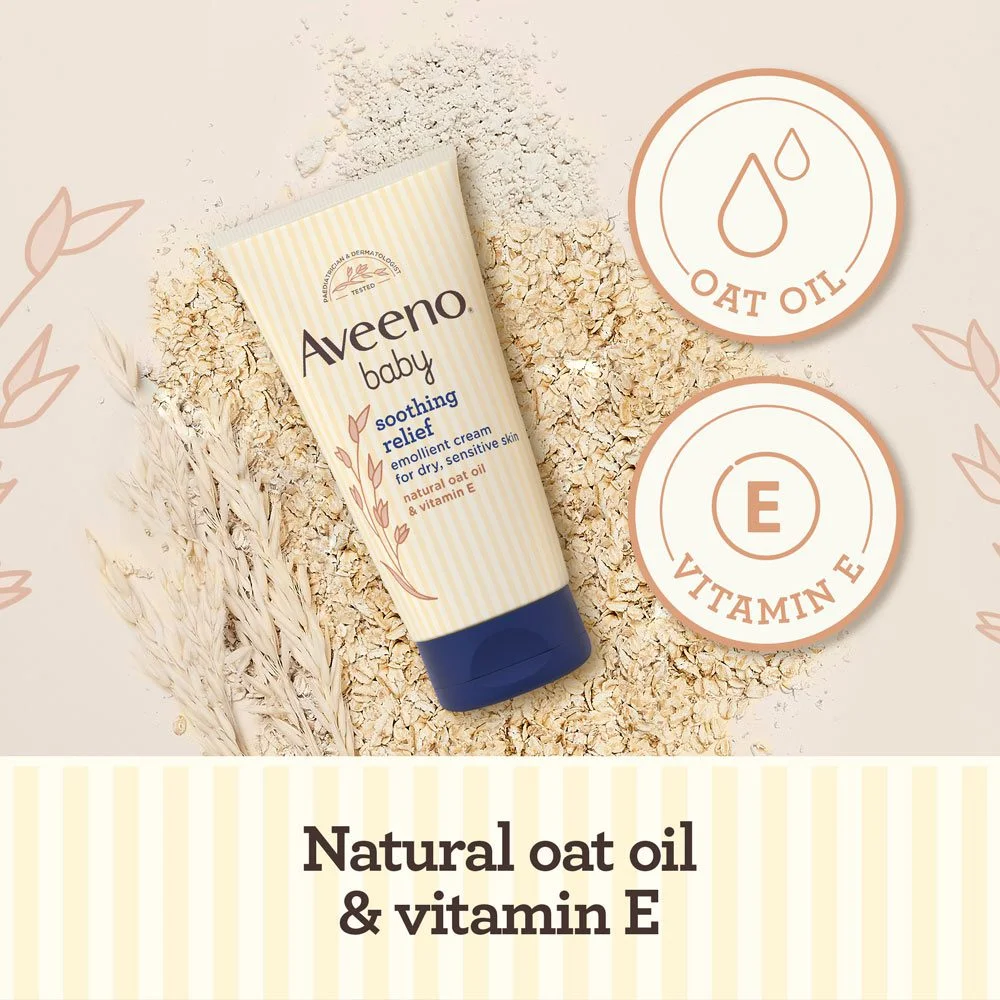 PAEDIATRICIAN & DERMATOLOGIST
TESTED
Aveeno®
baby
soothing
relief
emollient cream
for dry, sensitive skin
natural oat oil
& vitamin E
OAT OIL
E
VITAMIN E
Natural oat oil
& vitamin E